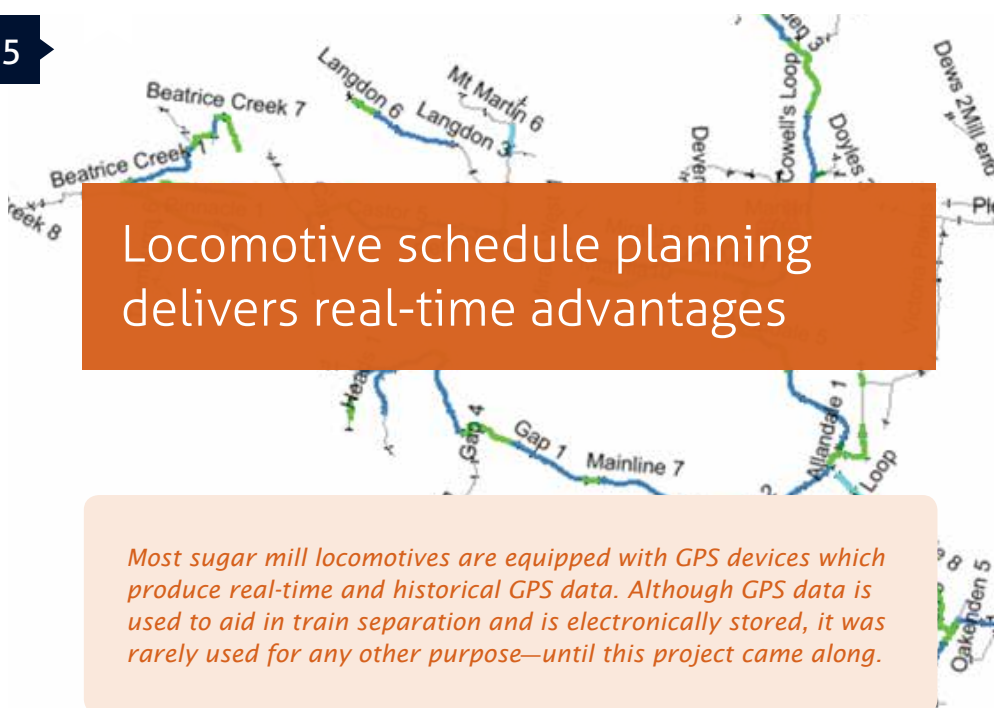 5
Langdon 6
Mt Martin 6
Beatrice Creek 7
Langdon 3
Cowell's Loop
Doyles
Dews 2
Beatrice Creek 1
Locomotive schedule planning
delivers real-time advantages
Gap 4
Gap 1
Mainline 7
Allandale 1
Loop
Most sugar mill locomotives are equipped with GPS devices which
produce real-time and historical GPS data. Although GPS data is
used to aid in train separation and is electronically stored, it was
rarely used for any other purpose—until this project came along.
Oakenden 5